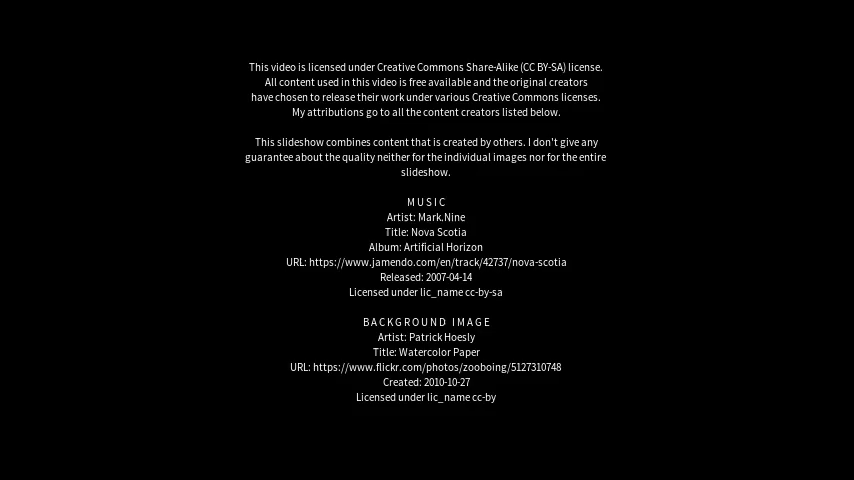 This video is licensed under Creative Commons Share-Alike (CC BY-SA) license.
All content used in this video is free available and the original creators
have chosen to release their work under various Creative Commons licenses.
My attributions go to all the content creators listed below.
This slideshow combines content that is created by others. I don't give any
guarantee about the quality neither for the individual images nor for the entire
slideshow.
MUSIC
Artist: Mark.Nine
Title: Nova Scotia
Album: Artificial Horizon
URL: https://www.jamendo.com/en/track/42737/nova-scotia
Released: 2007-04-14
Licensed under lic_name cc-by-sa
BACKGROUND IMAGE
Artist: Patrick Hoesly
Title: Watercolor Paper
URL: https://www.flickr.com/photos/zooboing/5127310748
Created: 2010-10-27
Licensed under lic_name cc-by